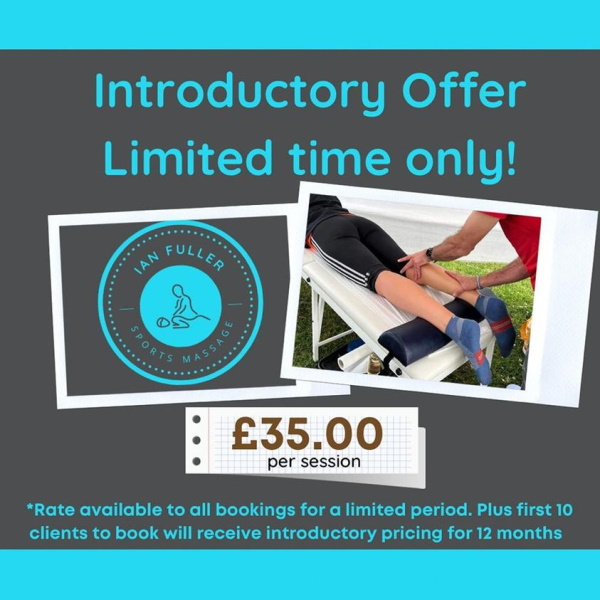 Introductory Offer
Limited time only!
IAN FULLER
SPORTS MASSAGE
£35.00
per session
*Rate available to all bookings for a limited period. Plus first 10
clients to book will receive introductory pricing for 12 months